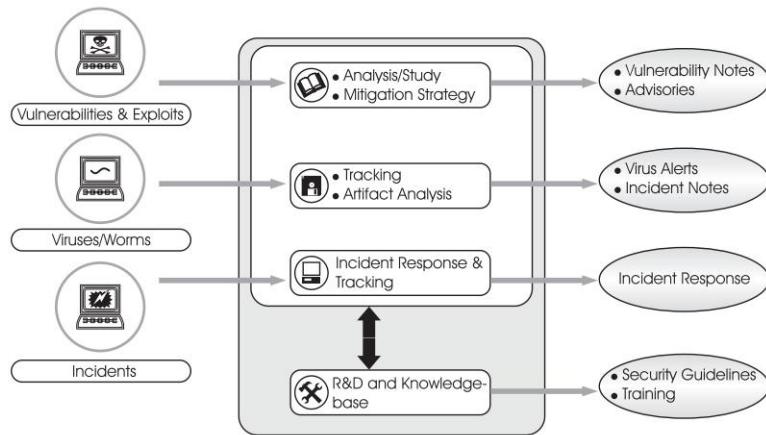 Vulnerabilities & Exploits
• Analysis/Study
• Mitigation Strategy
• Vulnerability Notes
• Advisories
Viruses/Worms
• Tracking
• Artifact Analysis
• Virus Alerts
• Incident Notes
Incidents
Incident Response &
Tracking
Incident Response
R&D and Knowledge-
base
• Security Guidelines
• Training